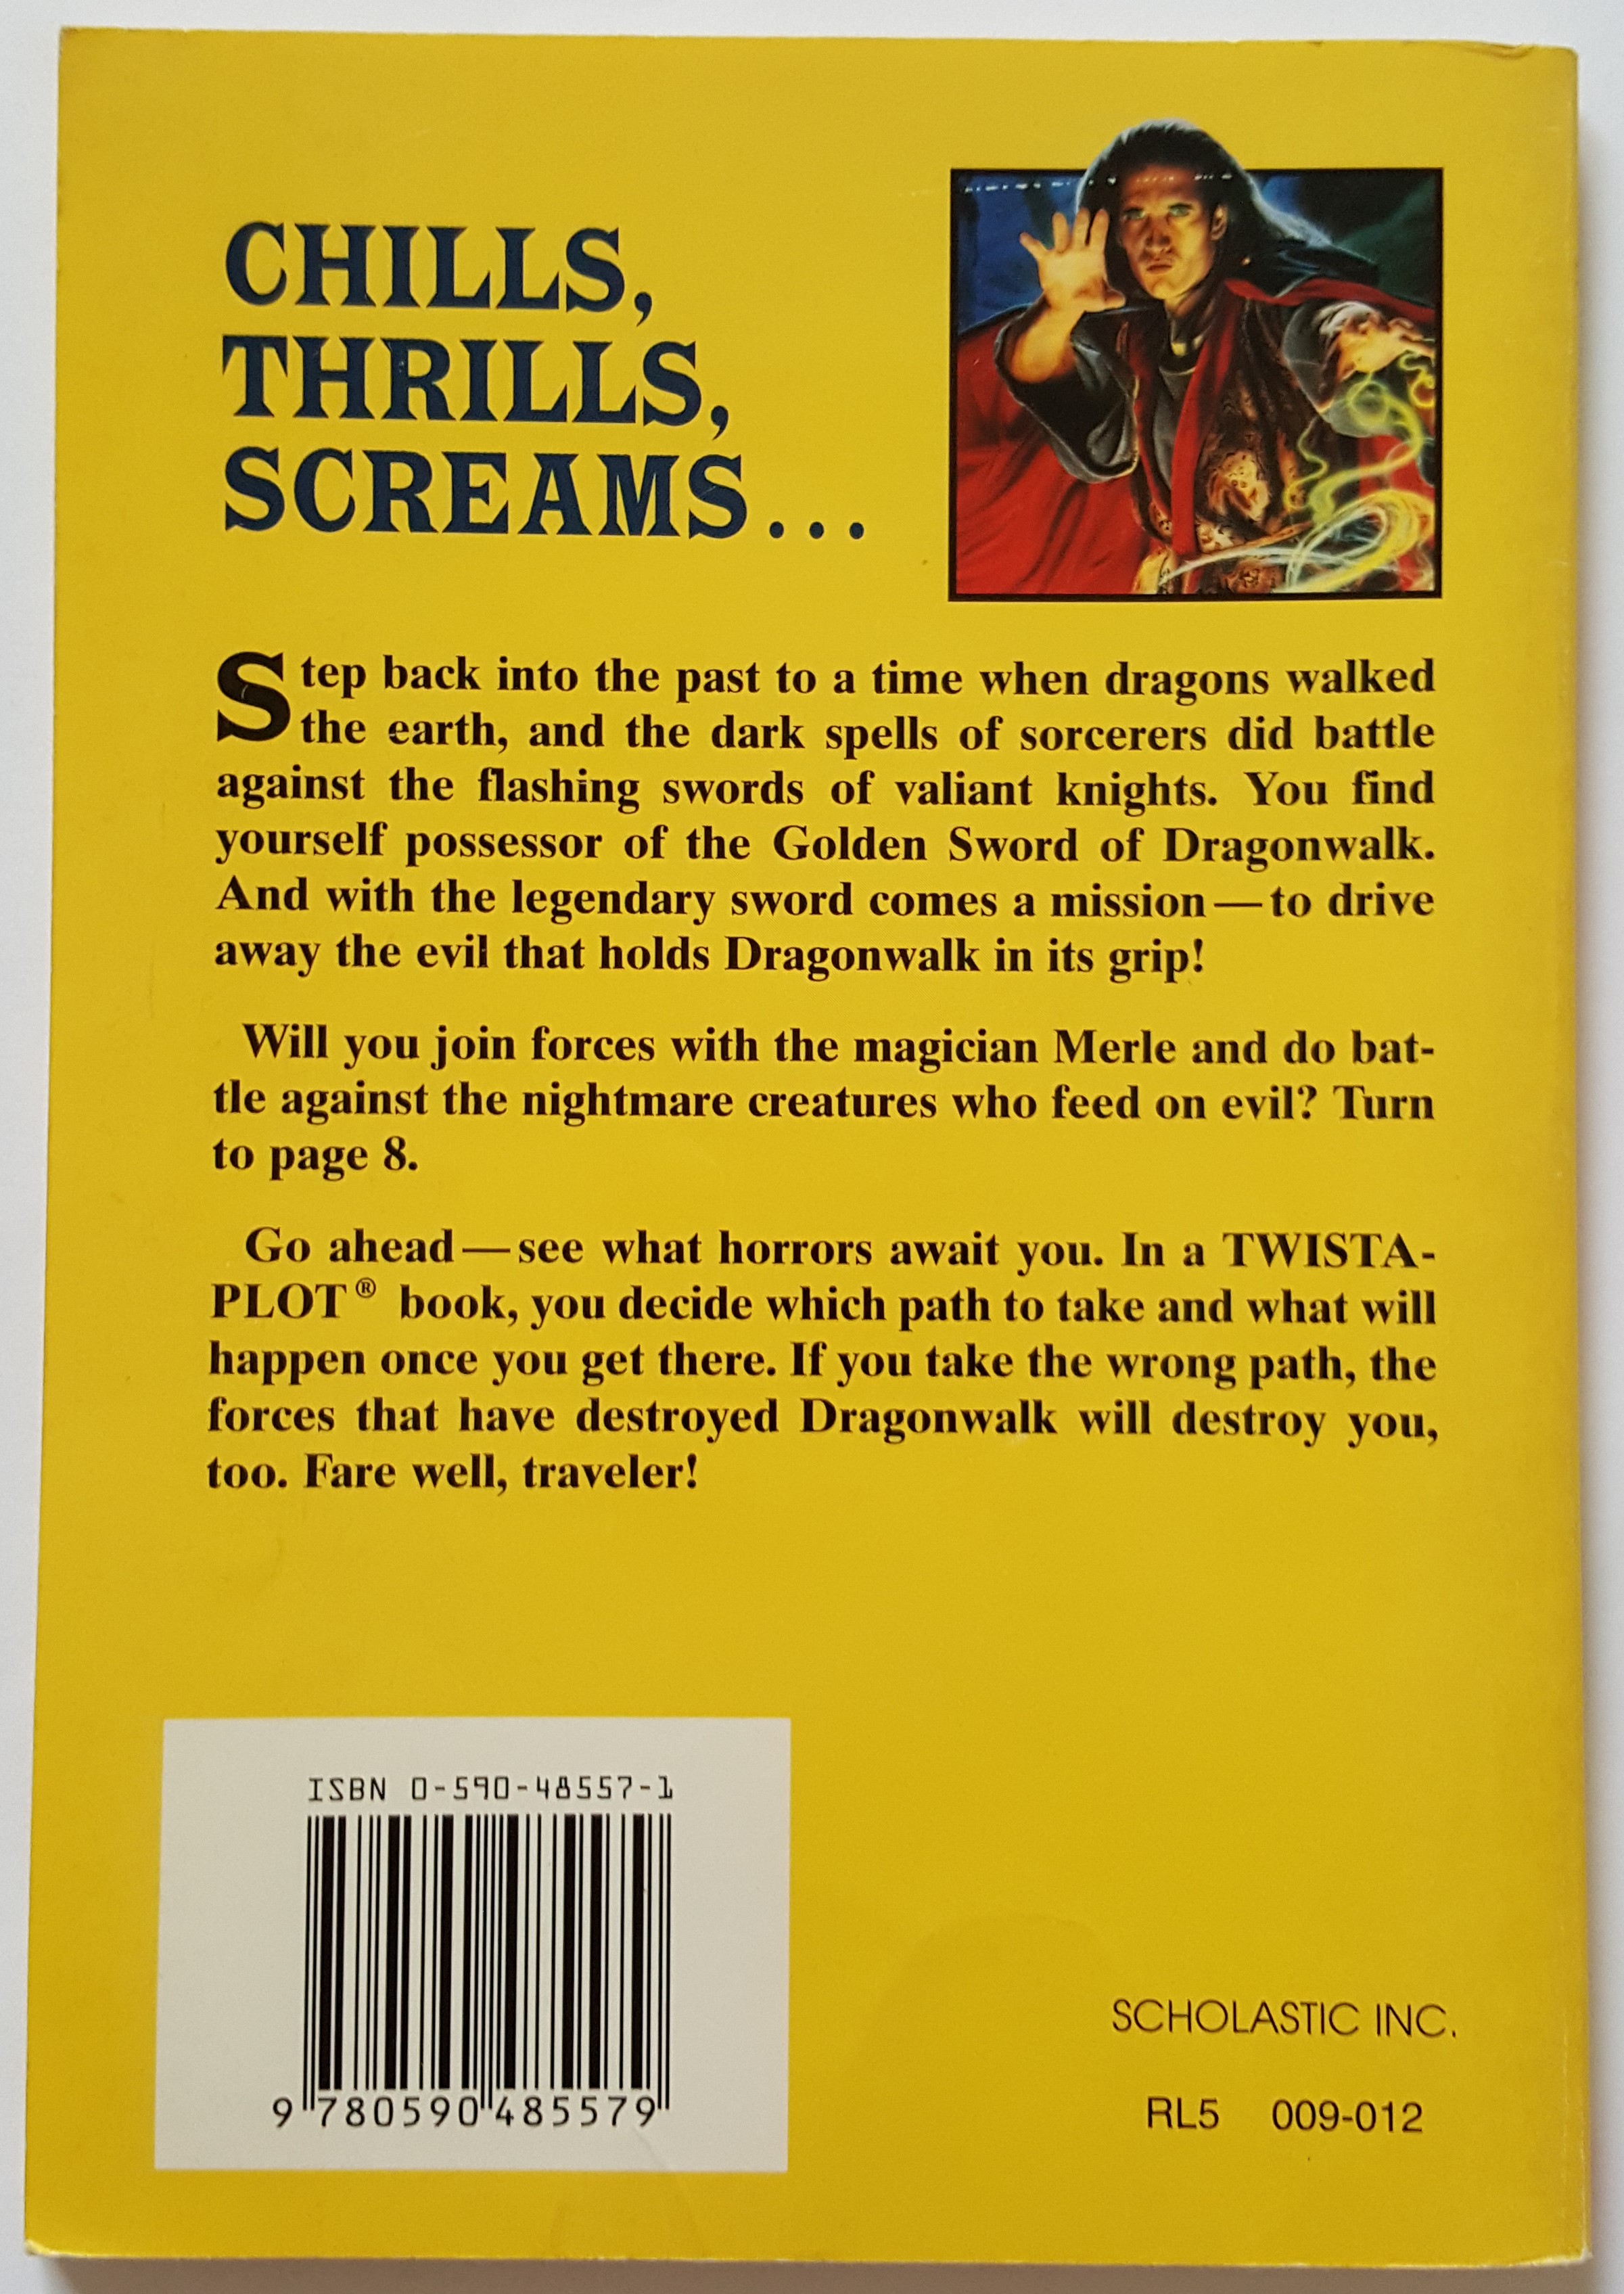 CHILLS,
THRILLS,
SCREAMS...
Step back into the past to a time when dragons walked
the earth, and the dark spells of sorcerers did battle
against the flashing swords of valiant knights. You find
yourself possessor of the Golden Sword of Dragonwalk.
And with the legendary sword comes a mission—to drive
away the evil that holds Dragonwalk in its grip!
Will you join forces with the magician Merle and do bat-
tle against the nightmare creatures who feed on evil? Turn
to page 8.
Go ahead—see what horrors await you. In a TWISTA-
PLOT® book, you decide which path to take and what will
happen once you get there. If you take the wrong path, the
forces that have destroyed Dragonwalk will destroy you,
too. Fare well, traveler!
ISBN 0-590-48557-1
9 780590 485579
SCHOLASTIC INC.
RL5 009-012